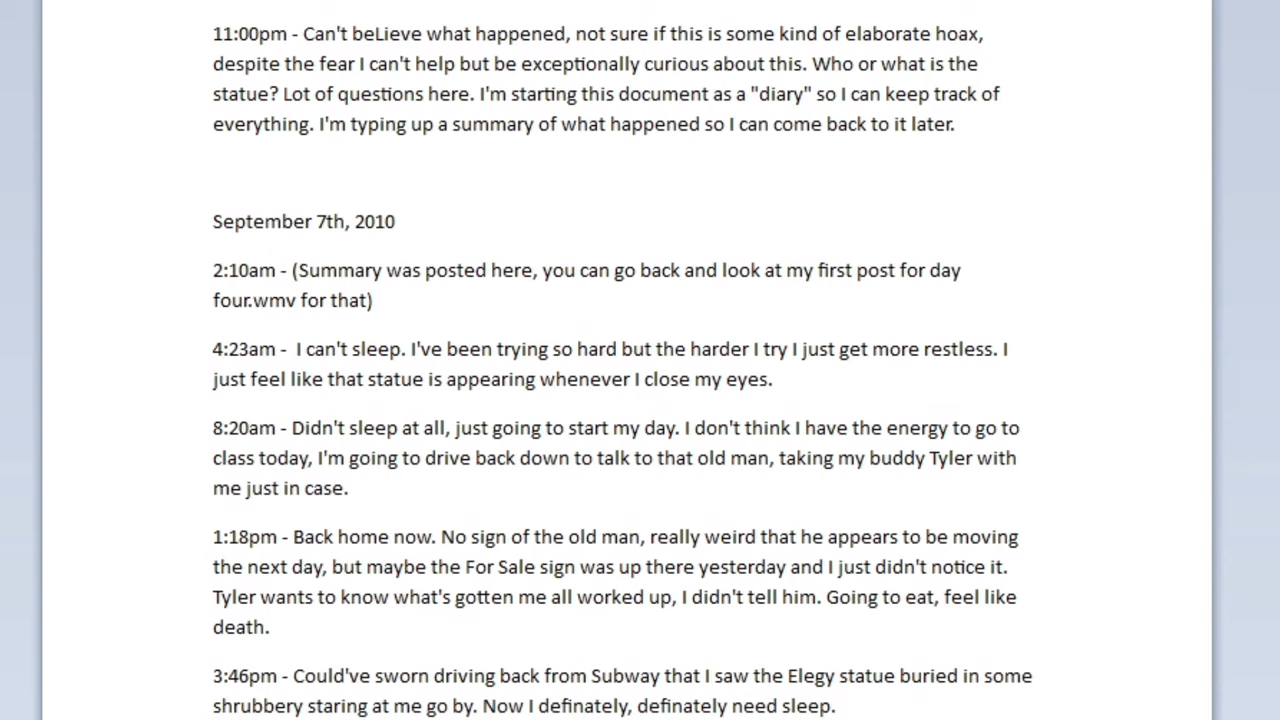 11:00pm - Can't beLieve what happened, not sure if this is some kind of elaborate hoax,
despite the fear I can't help but be exceptionally curious about this. Who or what is the
statue? Lot of questions here. I'm starting this document as a "diary" so I can keep track of
everything. I'm typing up a summary of what happened so I can come back to it later.
September 7th, 2010
2:10am - (Summary was posted here, you can go back and look at my first post for day
four.wmv for that)
4:23am -  I can't sleep. I've been trying so hard but the harder I try I just get more restless. I
just feel like that statue is appearing whenever I close my eyes.
8:20am - Didn't sleep at all, just going to start my day. I don't think I have the energy to go to
class today, I'm going to drive back down to talk to that old man, taking my buddy Tyler with
me just in case.
1:18pm - Back home now. No sign of the old man, really weird that he appears to be moving
the next day, but maybe the For Sale sign was up there yesterday and I just didn't notice it.
Tyler wants to know what's gotten me all worked up, I didn't tell him. Going to eat, feel like
death.
3:46pm - Could've sworn driving back from Subway that I saw the Elegy statue buried in some
shrubbery staring at me go by. Now I definately, definately need sleep.